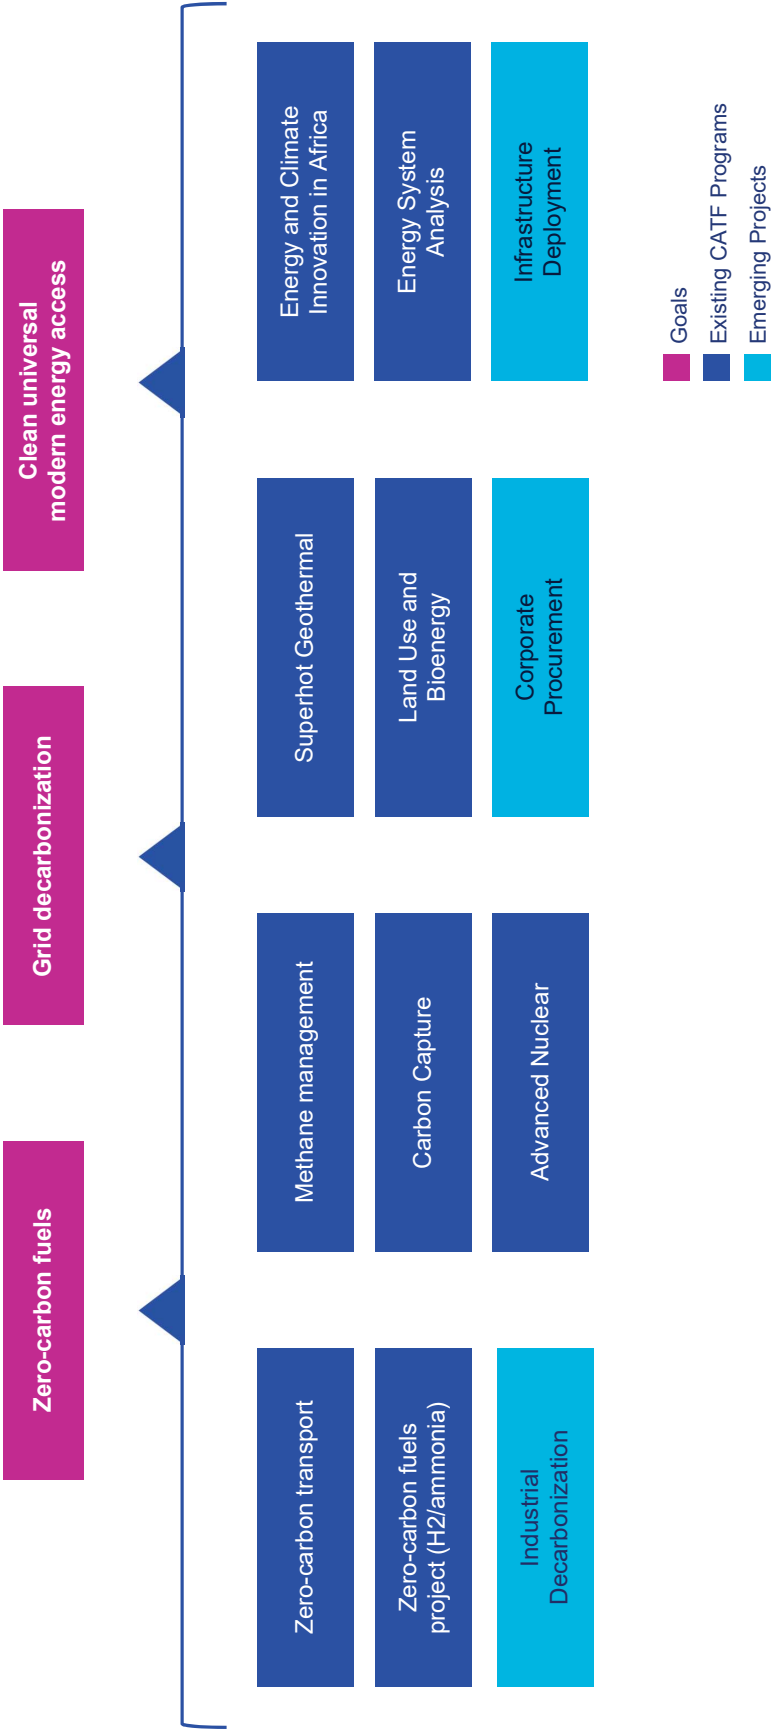 Zero-carbon fuels
Grid decarbonization
Clean universal
modern energy access
Zero-carbon transport
Methane management
Superhot Geothermal
Energy and Climate
Innovation in Africa
Zero-carbon fuels
project (H2/ammonia)
Carbon Capture
Land Use and
Bioenergy
Energy System
Analysis
Industrial
Decarbonization
Advanced Nuclear
Corporate
Procurement
Infrastructure
Deployment
Goals
Existing CATF Programs
Emerging Projects